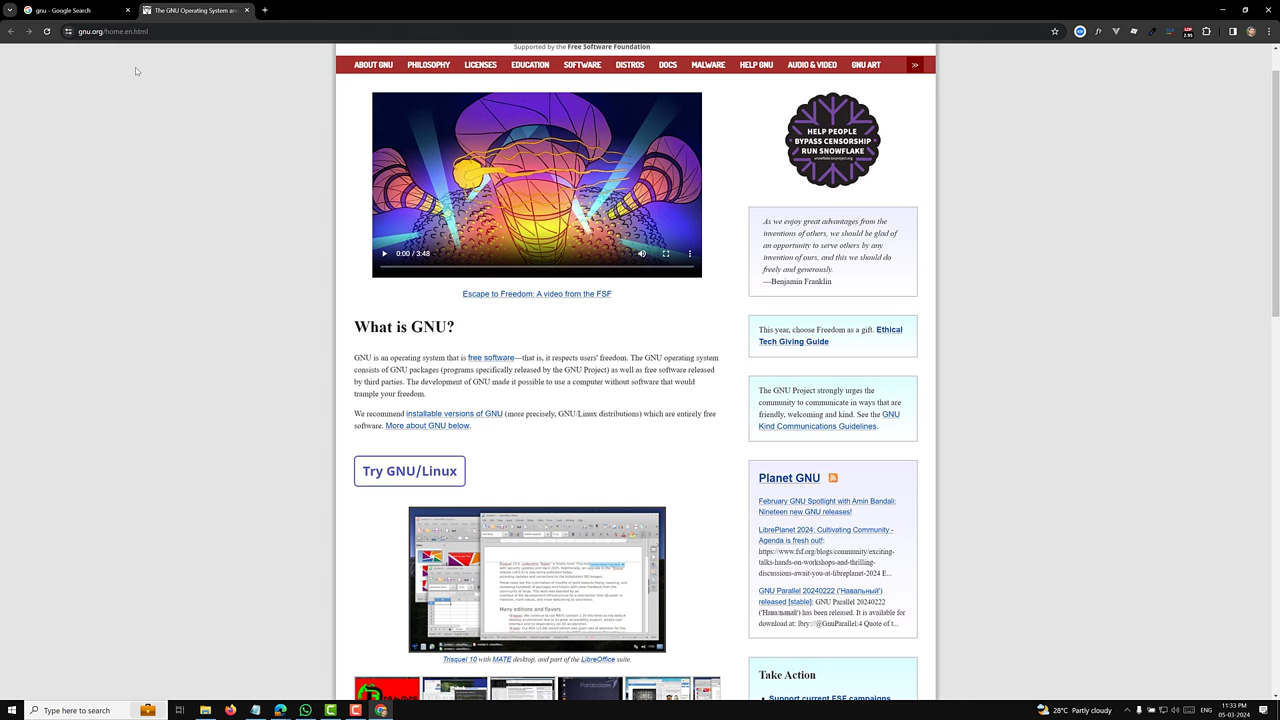 gnu - Google Search
The GNU Operating System an
gnu.org/home.en.html
Supported by the Free Software Foundation
ABOUT GNU PHILOSOPHY LICENSES EDUCATION SOFTWARE DISTROS DOCS MALWARE HELP GNU AUDIO & VIDEO GNU ART »
0:00 / 3:48
Escape to Freedom: A video from the FSF
What is GNU?
GNU is an operating system that is free software—that is, it respects users' freedom. The GNU operating system
consists of GNU packages (programs specifically released by the GNU Project) as well as free software released
by third parties. The development of GNU made it possible to use a computer without software that would
trample your freedom.
We recommend installable versions of GNU (more precisely, GNU/Linux distributions) which are entirely free
software. More about GNU below.
Try GNU/Linux
Many editions and flavors
Trisquel 10 with MATE desktop, and part of the LibreOffice suite.
HELP PEOPLE
BYPASS CENSORSHIP
RUN SNOWFLAKE
snowflake.torproject.org
As we enjoy great advantages from the
inventions of others, we should be glad of
an opportunity to serve others by any
invention of ours, and this we should do
freely and generously.
—Benjamin Franklin
This year, choose Freedom as a gift. Ethical
Tech Giving Guide
The GNU Project strongly urges the
community to communicate in ways that are
friendly, welcoming and kind. See the GNU
Kind Communications Guidelines.
Planet GNU
February GNU Spotlight with Amin Bandali:
Nineteen new GNU releases!
LibrePlanet 2024: Cultivating Community -
Agenda is fresh out!:
https://www.fsf.org/blogs/community/exciting-
talks-hands-on-workshops-and-thrilling-
discussions-await-you-at-libreplanet-2024 E...
GNU Parallel 20240222 ('Навальный')
released [stable]: GNU Parallel 20240222
('Навальный') has been released. It is available for
download at: lbry://@GnuParallel:4 Quote of t...
Take Action
Support current FSF campaigns
Type here to search
28°C Partly cloudy
ENG
11:33 PM
05-03-2024